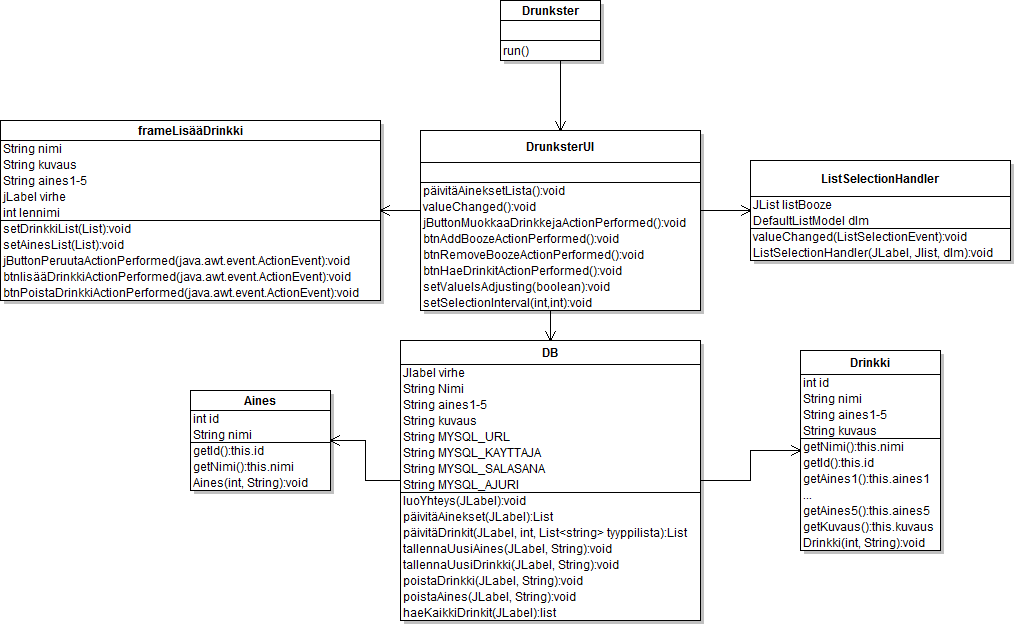 Drunkster
run()
frameLisääDrinkki
String nimi
String kuvaus
String aines1-5
jLabel virhe
int lennimi
setDrinkkiList(List):void
setAinesList(List):void
jButtonPeruutaActionPerformed(java.awt.event.ActionEvent):void
btnlisääDrinkkiActionPerformed(java.awt.event.ActionEvent):void
btnPoistaDrinkkiActionPerformed(java.awt.event.ActionEvent):void
DrunksterUI
päivitäAineksetLista():void
valueChanged():void
jButtonMuokkaaDrinkkejaActionPerformed():void
btnAddBoozeActionPerformed():void
btnRemoveBoozeActionPerformed():void
btnHaeDrinkitActionPerformed():void
setValueIsAdjusting(boolean):void
setSelectionInterval(int,int):void
ListSelectionHandler
JList listBooze
DefaultListModel dlm
valueChanged(ListSelectionEvent):void
ListSelectionHandler(JLabel, Jlist, dlm):void
Aines
int id
String nimi
getId():this.id
getNimi():this.nimi
Aines(int, String):void
DB
Jlabel virhe
String Nimi
String aines1-5
String kuvaus
String MYSQL_URL
String MYSQL_KAYTTAJA
String MYSQL_SALASANA
String MYSQL_AJURI
luoYhteys(JLabel):void
päivitäAinekset(JLabel):List
päivitäDrinkit(JLabel, int, List<string> tyyppilista):List
tallennaUusiAines(JLabel, String):void
tallennaUusiDrinkki(JLabel, String):void
poistaDrinkki(JLabel, String):void
poistaAines(JLabel, String):void
haeKaikkiDrinkit(JLabel):list
Drinkki
int id
String nimi
String aines1-5
String kuvaus
getNimi():this.nimi
getId():this.id
getAines1():this.aines1
...
getAines5():this.aines5
getKuvaus():this.kuvaus
Drinkki(int, String):void